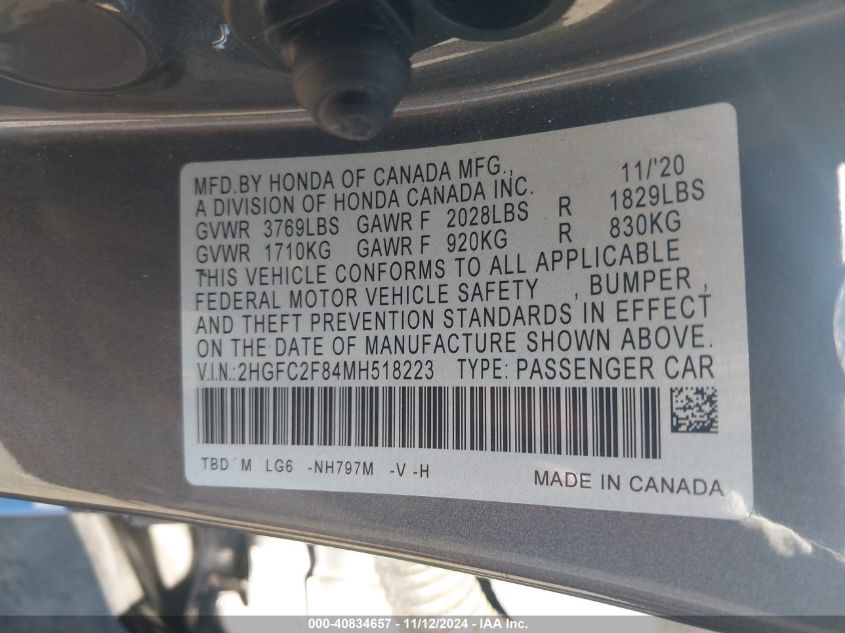 MFD.BY HONDA OF CANADA MFG., 11/'20
A DIVISION OF HONDA CANADA INC.
GVWR 3769LBS GAWR F 2028LBS R 1829LBS
GVWR 1710KG GAWR F 920KG R 830KG
THIS VEHICLE CONFORMS TO ALL APPLICABLE
FEDERAL MOTOR VEHICLE SAFETY , BUMPER ,
AND THEFT PREVENTION STANDARDS IN EFFECT
ON THE DATE OF MANUFACTURE SHOWN ABOVE.
V.I.N.:2HGFC2F84MH518223 TYPE: PASSENGER CAR
TBD M LG6 -NH797M -V -H
MADE IN CANADA
000-40834657 - 11/12/2024 - IAA Inc.